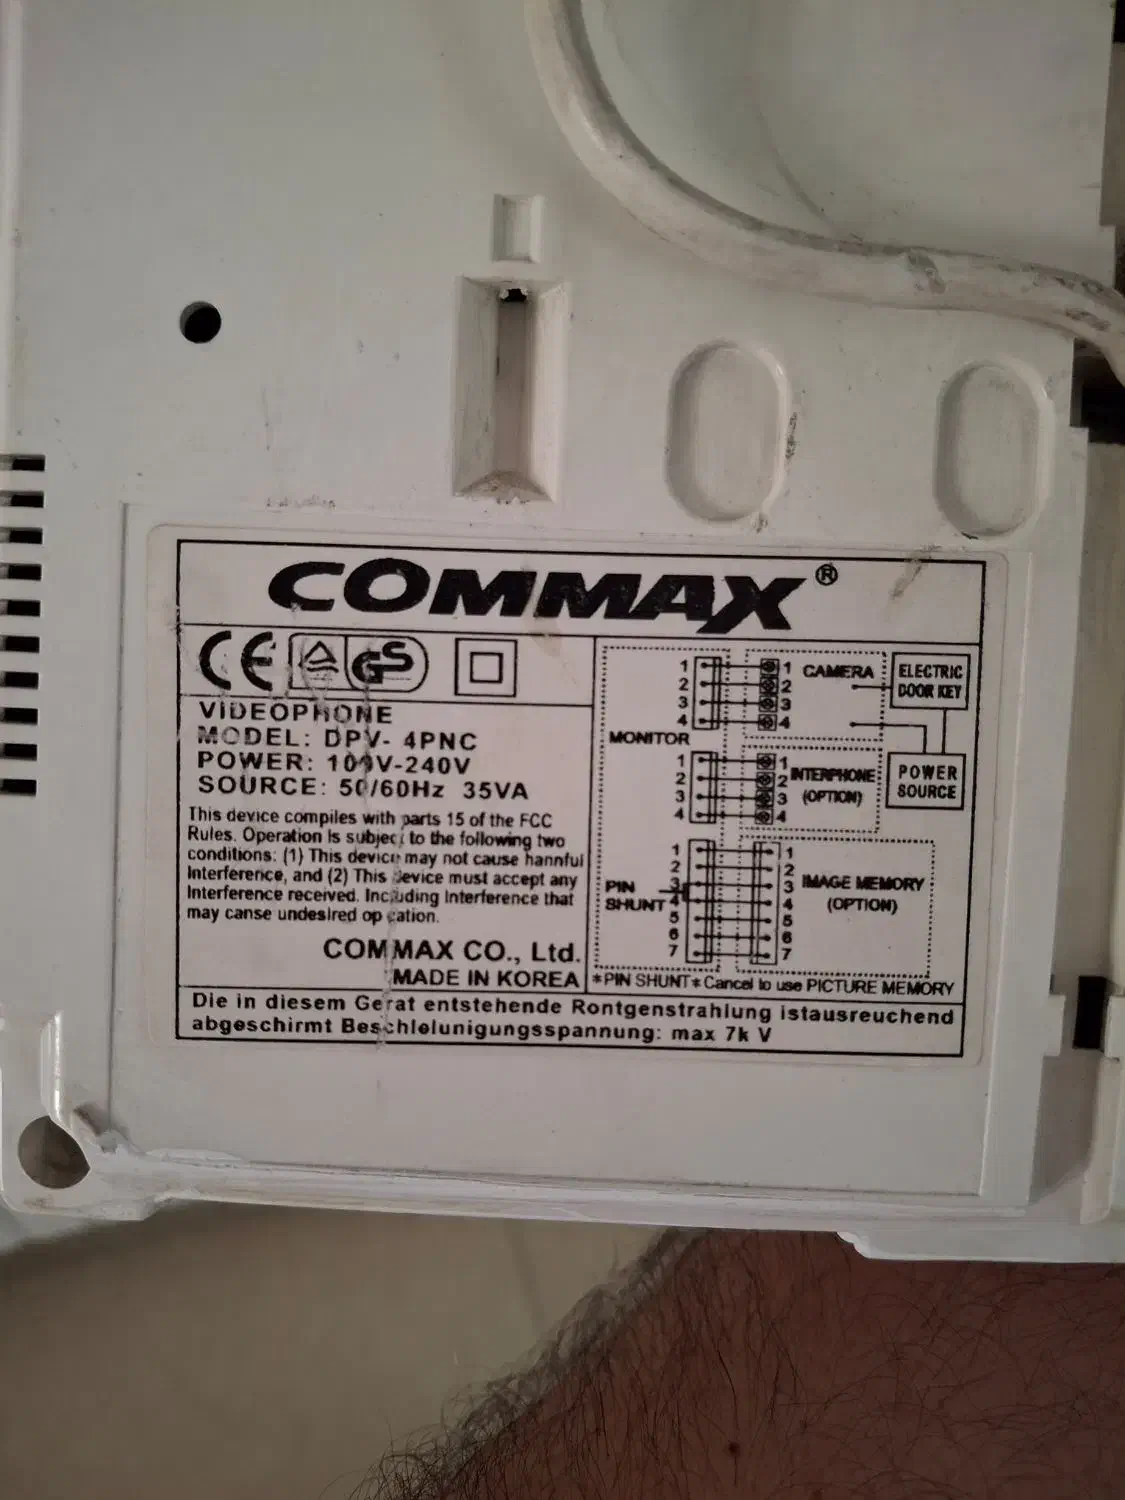 COMMAX®
CE GS
VIDEOPHONE
MODEL: DPV- 4PNC
POWER: 100V-240V
SOURCE: 50/60Hz 35VA
This device compiles with parts 15 of the FCC
Rules. Operation is subject to the following two
conditions: (1) This device may not cause hannful
Interference, and (2) This device must accept any
Interference received. Including Interference that
may canse undesired operation.
COMMAX CO., Ltd.
MADE IN KOREA
1
2
3
4
MONITOR
1
2
3
4
CAMERA
ELECTRIC
DOOR KEY
1
2
3
4
1
2
3
4
INTERPHONE
(OPTION)
POWER
SOURCE
1
2
3
4
5
6
7
PIN
SHUNT
1
2
3
4
5
6
7
IMAGE MEMORY
(OPTION)
*PIN SHUNT*Cancel to use PICTURE MEMORY
Die in diesem Gerat entstehende Rontgenstrahlung istausreuchend
abgeschirmt Beschlelunigungsspannung: max 7k V